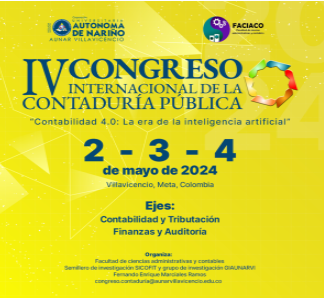 UNIVERSITARIA
AUTÓNOMA
DE NARIÑO
AUNAR VILLAVICENCIO
FACIACO
IV CONGRESO
INTERNACIONAL DE LA
CONTADURÍA PÚBLICA
"Contabilidad 4.0: La era de la inteligencia artificial"
2 - 3 - 4
de mayo de 2024
Villavicencio, Meta, Colombia
Ejes:
Contabilidad y Tributación
Finanzas y Auditoría
Organiza:
Facultad de ciencias administrativas y contables
Semillero de investigación SICOFIT y grupo de investigación GIAUNARVI
Fernando Enrique Marciales Ramos
congreso.contaduria@aunarvillavicencio.edu.co